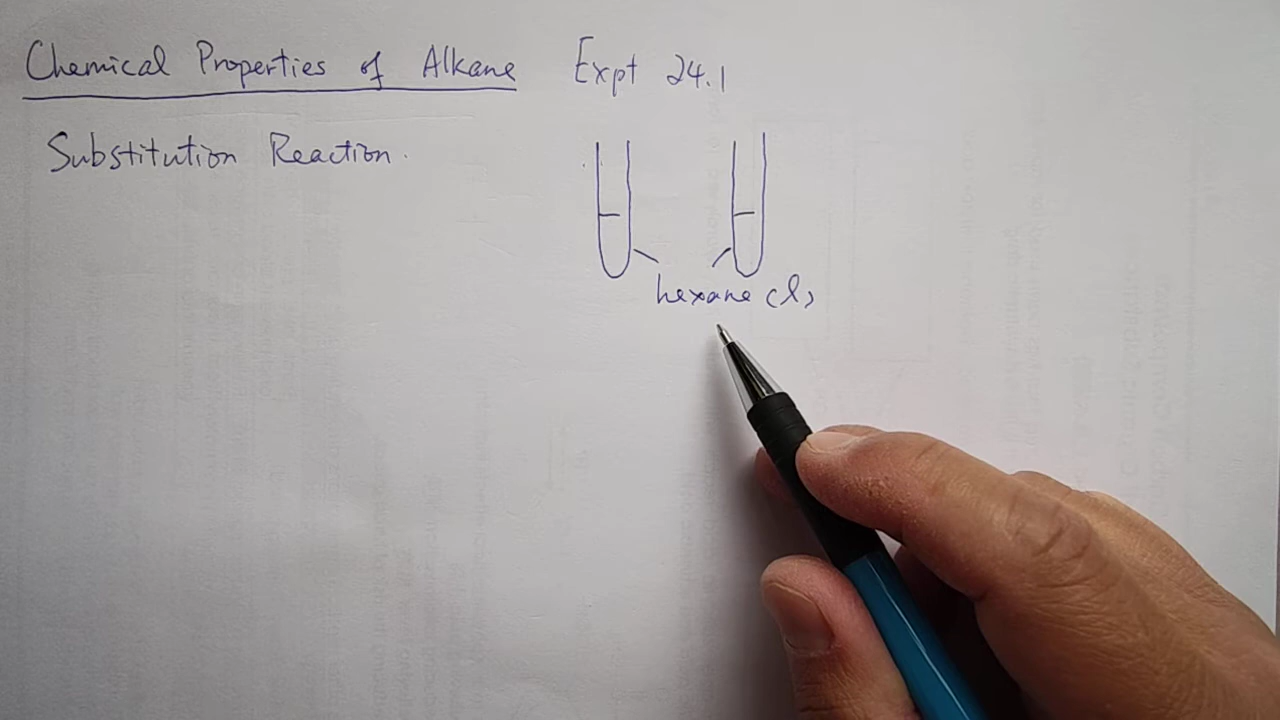 Chemical Properties of Alkane Expt 24.1
Substitution Reaction.
hexane (l)